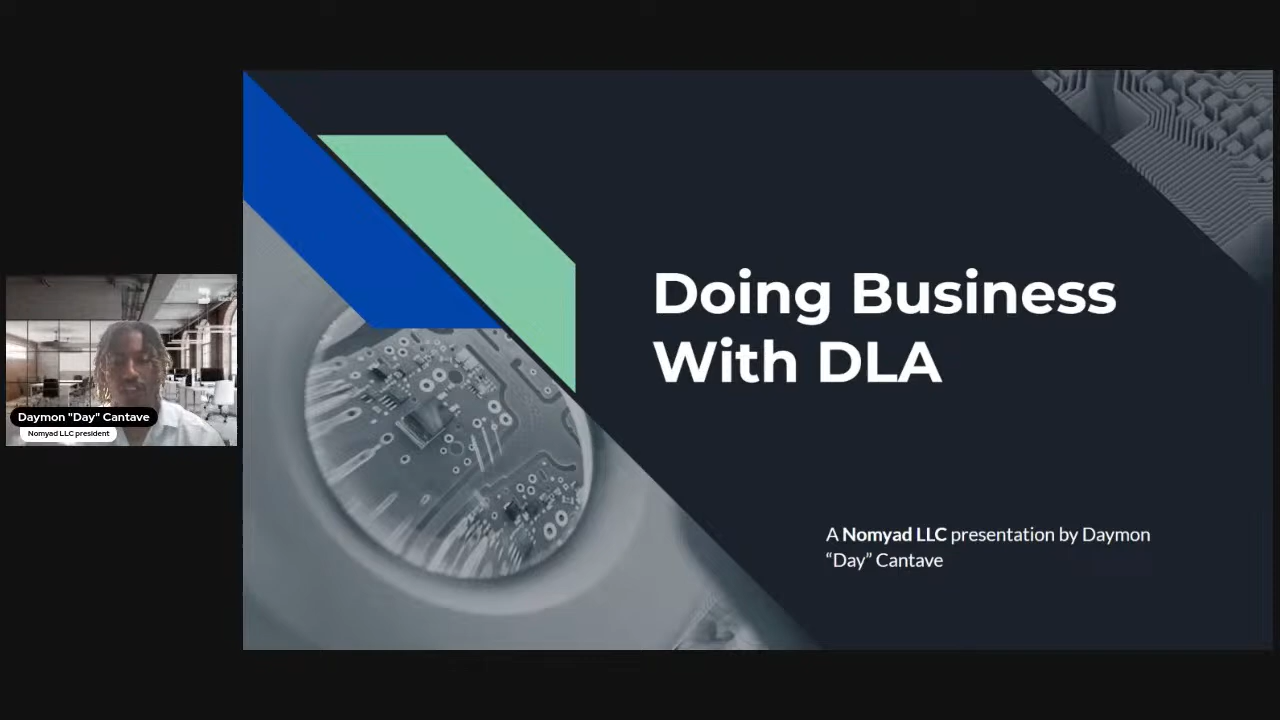 Doing Business
With DLA
A Nomyad LLC presentation by Daymon
“Day” Cantave
Daymon "Day" Cantave
Nomyad LLC president